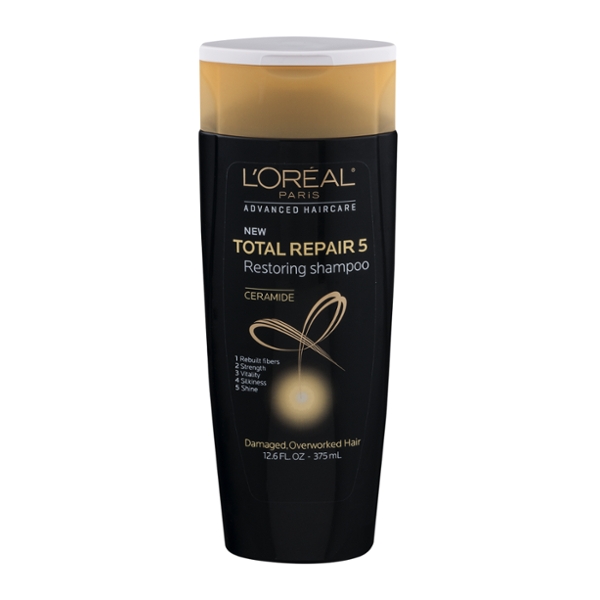 L'ORÉAL®
PARIS
ADVANCED HAIRCARE
NEW
TOTAL REPAIR 5
Restoring shampoo
CERAMIDE
1 Rebuilt fibers
2 Strength
3 Vitality
4 Silkiness
5 Shine
Damaged, Overworked Hair
12.6 FL. OZ - 375 mL